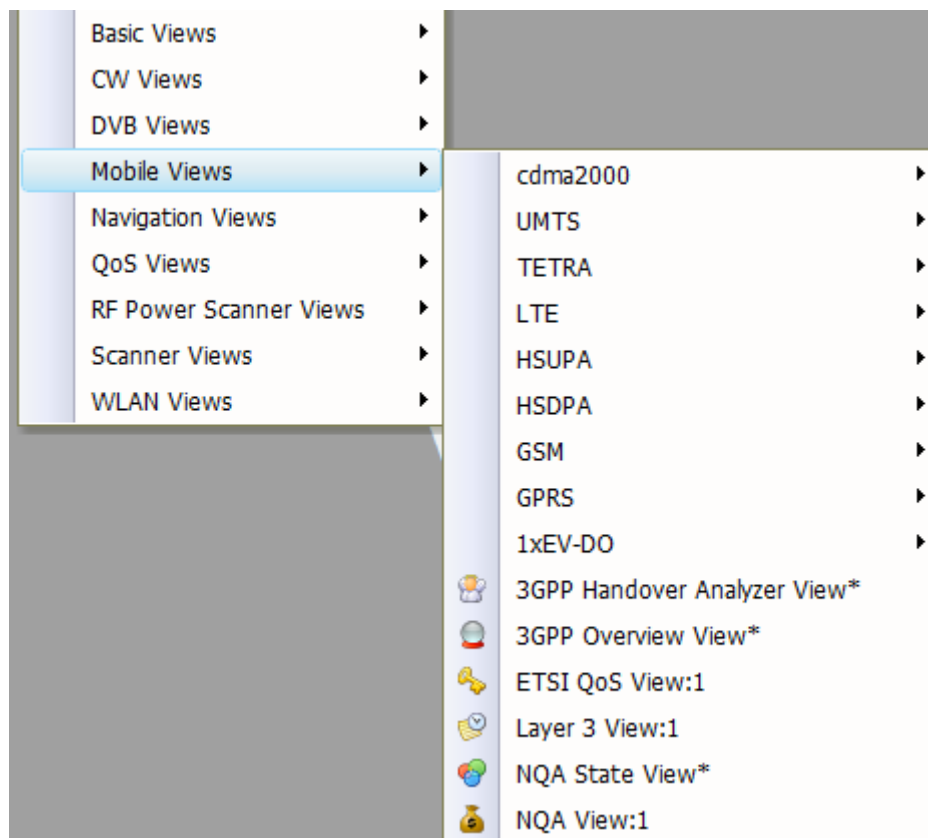 Basic Views
CW Views
DVB Views
Mobile Views
Navigation Views
QoS Views
RF Power Scanner Views
Scanner Views
WLAN Views
cdma2000
UMTS
TETRA
LTE
HSUPA
HSDPA
GSM
GPRS
1xEV-DO
3GPP Handover Analyzer View*
3GPP Overview View*
ETSI QoS View:1
Layer 3 View:1
NQA State View*
NQA View:1